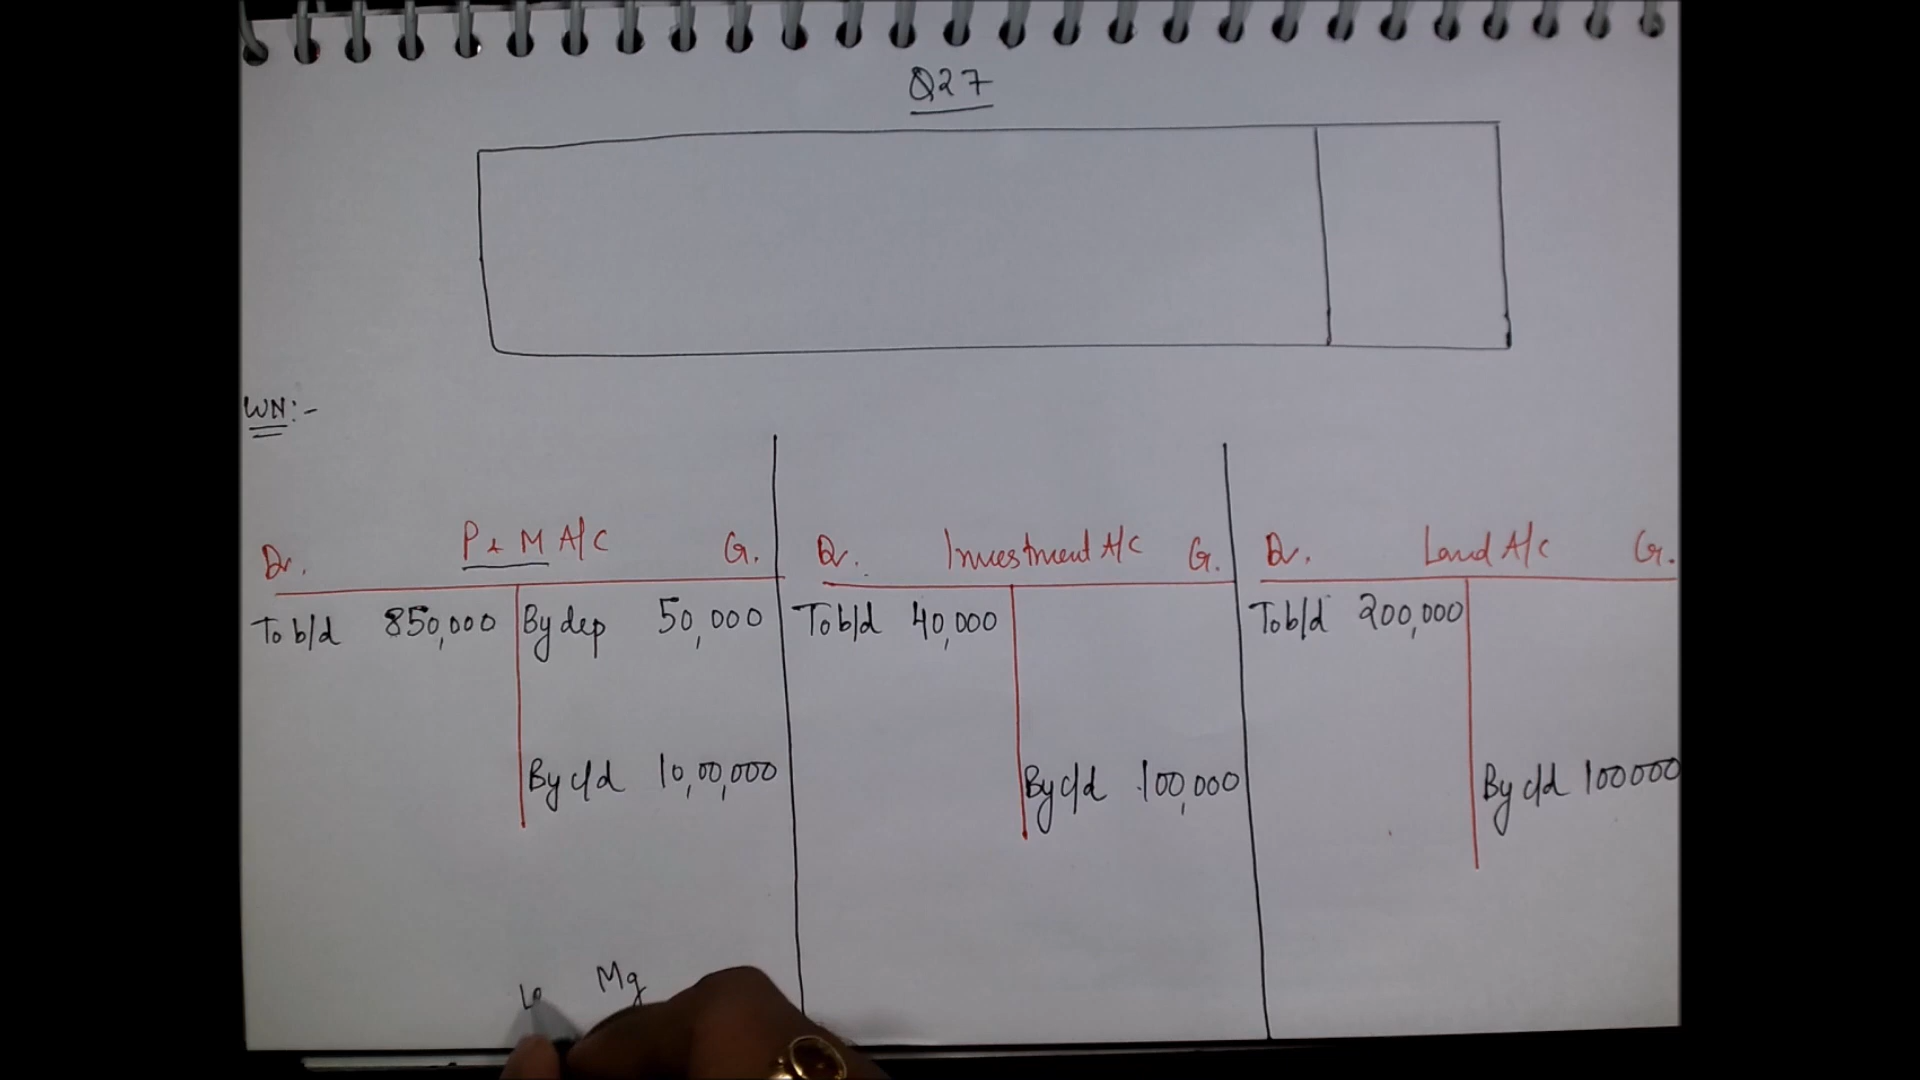 Q27
WN:-
Dr. P & M A/C Cr.
To b/d 850,000 By dep 50,000
By c/d 10,00,000
Dr. Investment A/C Cr.
To b/d 40,000
By c/d 100,000
Dr. Land A/C Cr.
To b/d 200,000
By c/d 100000
Mg